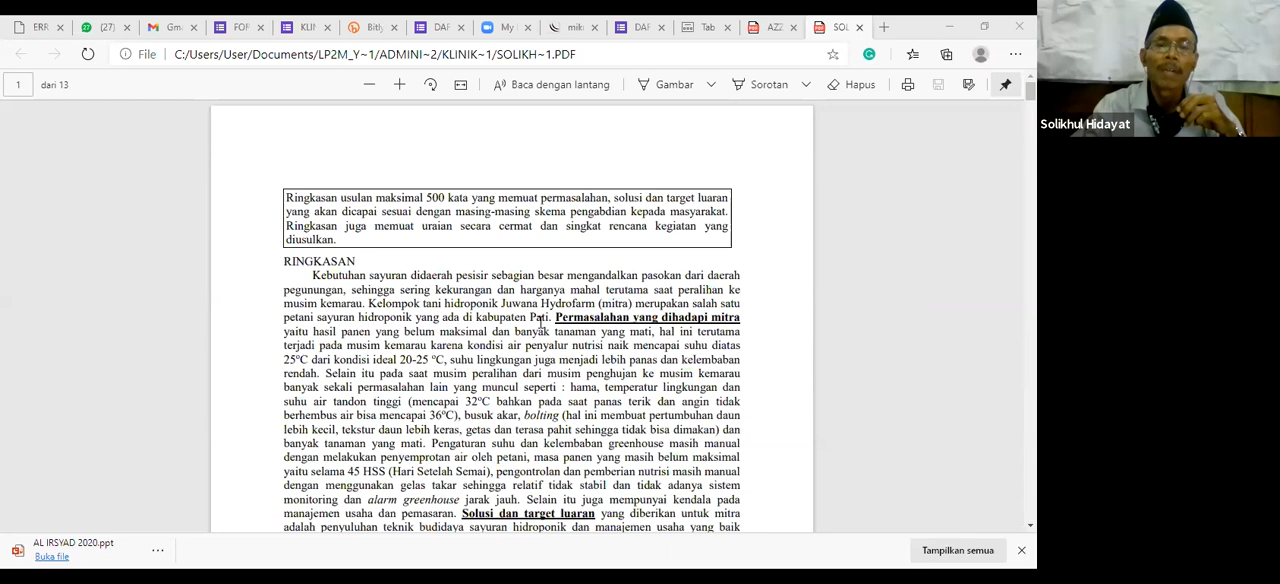 ERR
(27)
Gm
FOF
KLIN
Bitly
DAF
My
mik
DAF
Tab
AZZ
SOL
File
C:/Users/User/Documents/LP2M_Y~1/ADMINI~2/KLINIK~1/SOLIKH~1.PDF
1 dari 13
Baca dengan lantang
Gambar
Sorotan
Hapus
Solikhul Hidayat
Ringkasan usulan maksimal 500 kata yang memuat permasalahan, solusi dan target luaran
yang akan dicapai sesuai dengan masing-masing skema pengabdian kepada masyarakat.
Ringkasan juga memuat uraian secara cermat dan singkat rencana kegiatan yang
diusulkan.
RINGKASAN
Kebutuhan sayuran didaerah pesisir sebagian besar mengandalkan pasokan dari daerah
pegunungan, sehingga sering kekurangan dan harganya mahal terutama saat peralihan ke
musim kemarau. Kelompok tani hidroponik Juwana Hydrofarm (mitra) merupakan salah satu
petani sayuran hidroponik yang ada di kabupaten Pati. Permasalahan yang dihadapi mitra
yaitu hasil panen yang belum maksimal dan banyak tanaman yang mati, hal ini terutama
terjadi pada musim kemarau karena kondisi air penyalur nutrisi naik mencapai suhu diatas
25°C dari kondisi ideal 20-25 °C, suhu lingkungan juga menjadi lebih panas dan kelembaban
rendah. Selain itu pada saat musim peralihan dari musim penghujan ke musim kemarau
banyak sekali permasalahan lain yang muncul seperti : hama, temperatur lingkungan dan
suhu air tandon tinggi (mencapai 32°C bahkan pada saat panas terik dan angin tidak
berhembus air bisa mencapai 36°C), busuk akar, bolting (hal ini membuat pertumbuhan daun
lebih kecil, tekstur daun lebih keras, getas dan terasa pahit sehingga tidak bisa dimakan) dan
banyak tanaman yang mati. Pengaturan suhu dan kelembaban greenhouse masih manual
dengan melakukan penyemprotan air oleh petani, masa panen yang masih belum maksimal
yaitu selama 45 HSS (Hari Setelah Semai), pengontrolan dan pemberian nutrisi masih manual
dengan menggunakan gelas takar sehingga relatif tidak stabil dan tidak adanya sistem
monitoring dan alarm greenhouse jarak jauh. Selain itu juga mempunyai kendala pada
manajemen usaha dan pemasaran. Solusi dan target luaran yang diberikan untuk mitra
adalah penyuluhan teknik budidaya sayuran hidroponik dan manajemen usaha yang baik
AL IRSYAD 2020.ppt
Buka file
Tampilkan semua